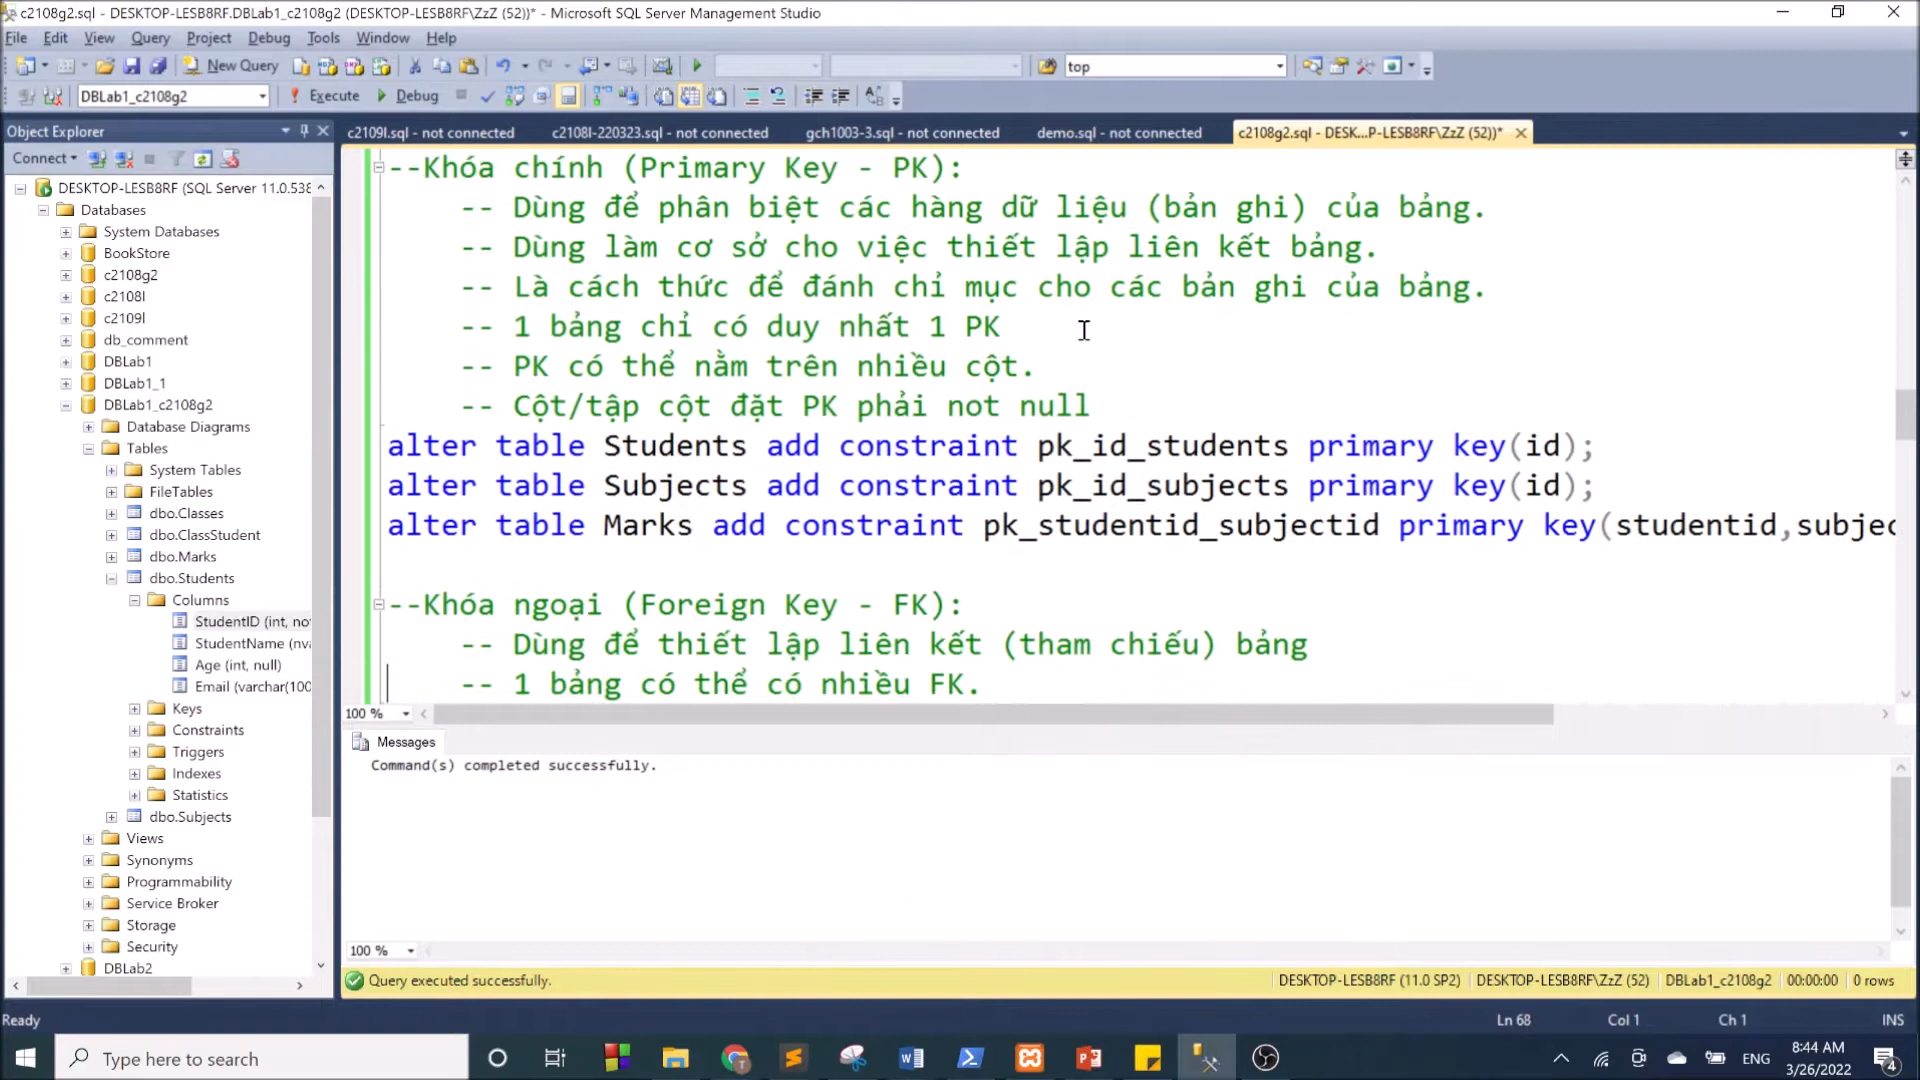 c2108g2.sql - DESKTOP-LESB8RF.DBLab1_c2108g2 (DESKTOP-LESB8RF\ZzZ (52))* - Microsoft SQL Server Management Studio
File Edit View Query Project Debug Tools Window Help
New Query top
DBLab1_c2108g2 Execute Debug
Object Explorer
c2109l.sql - not connected c2108l-220323.sql - not connected gch1003-3.sql - not connected demo.sql - not connected c2108g2.sql - DESK...P-LESB8RF\ZzZ (52))*
Connect
DESKTOP-LESB8RF (SQL Server 11.0.538
Databases
System Databases
BookStore
c2108g2
c2108l
c2109l
db_comment
DBLab1
DBLab1_1
DBLab1_c2108g2
Database Diagrams
Tables
System Tables
FileTables
dbo.Classes
dbo.ClassStudent
dbo.Marks
dbo.Students
Columns
StudentID (int, no
StudentName (nva
Age (int, null)
Email (varchar(100
Keys
Constraints
Triggers
Indexes
Statistics
dbo.Subjects
Views
Synonyms
Programmability
Service Broker
Storage
Security
DBLab2
--Khóa chính (Primary Key - PK):
-- Dùng để phân biệt các hàng dữ liệu (bản ghi) của bảng.
-- Dùng làm cơ sở cho việc thiết lập liên kết bảng.
-- Là cách thức để đánh chỉ mục cho các bản ghi của bảng.
-- 1 bảng chỉ có duy nhất 1 PK
-- PK có thể nằm trên nhiều cột.
-- Cột/tập cột đặt PK phải not null
alter table Students add constraint pk_id_students primary key(id);
alter table Subjects add constraint pk_id_subjects primary key(id);
alter table Marks add constraint pk_studentid_subjectid primary key(studentid,subjec
--Khóa ngoại (Foreign Key - FK):
-- Dùng để thiết lập liên kết (tham chiếu) bảng
-- 1 bảng có thể có nhiều FK.
100 %
Messages
Command(s) completed successfully.
100 %
Query executed successfully. DESKTOP-LESB8RF (11.0 SP2) DESKTOP-LESB8RF\ZzZ (52) DBLab1_c2108g2 00:00:00 0 rows
Ready Ln 68 Col 1 Ch 1 INS
Type here to search ENG 8:44 AM
3/26/2022 4